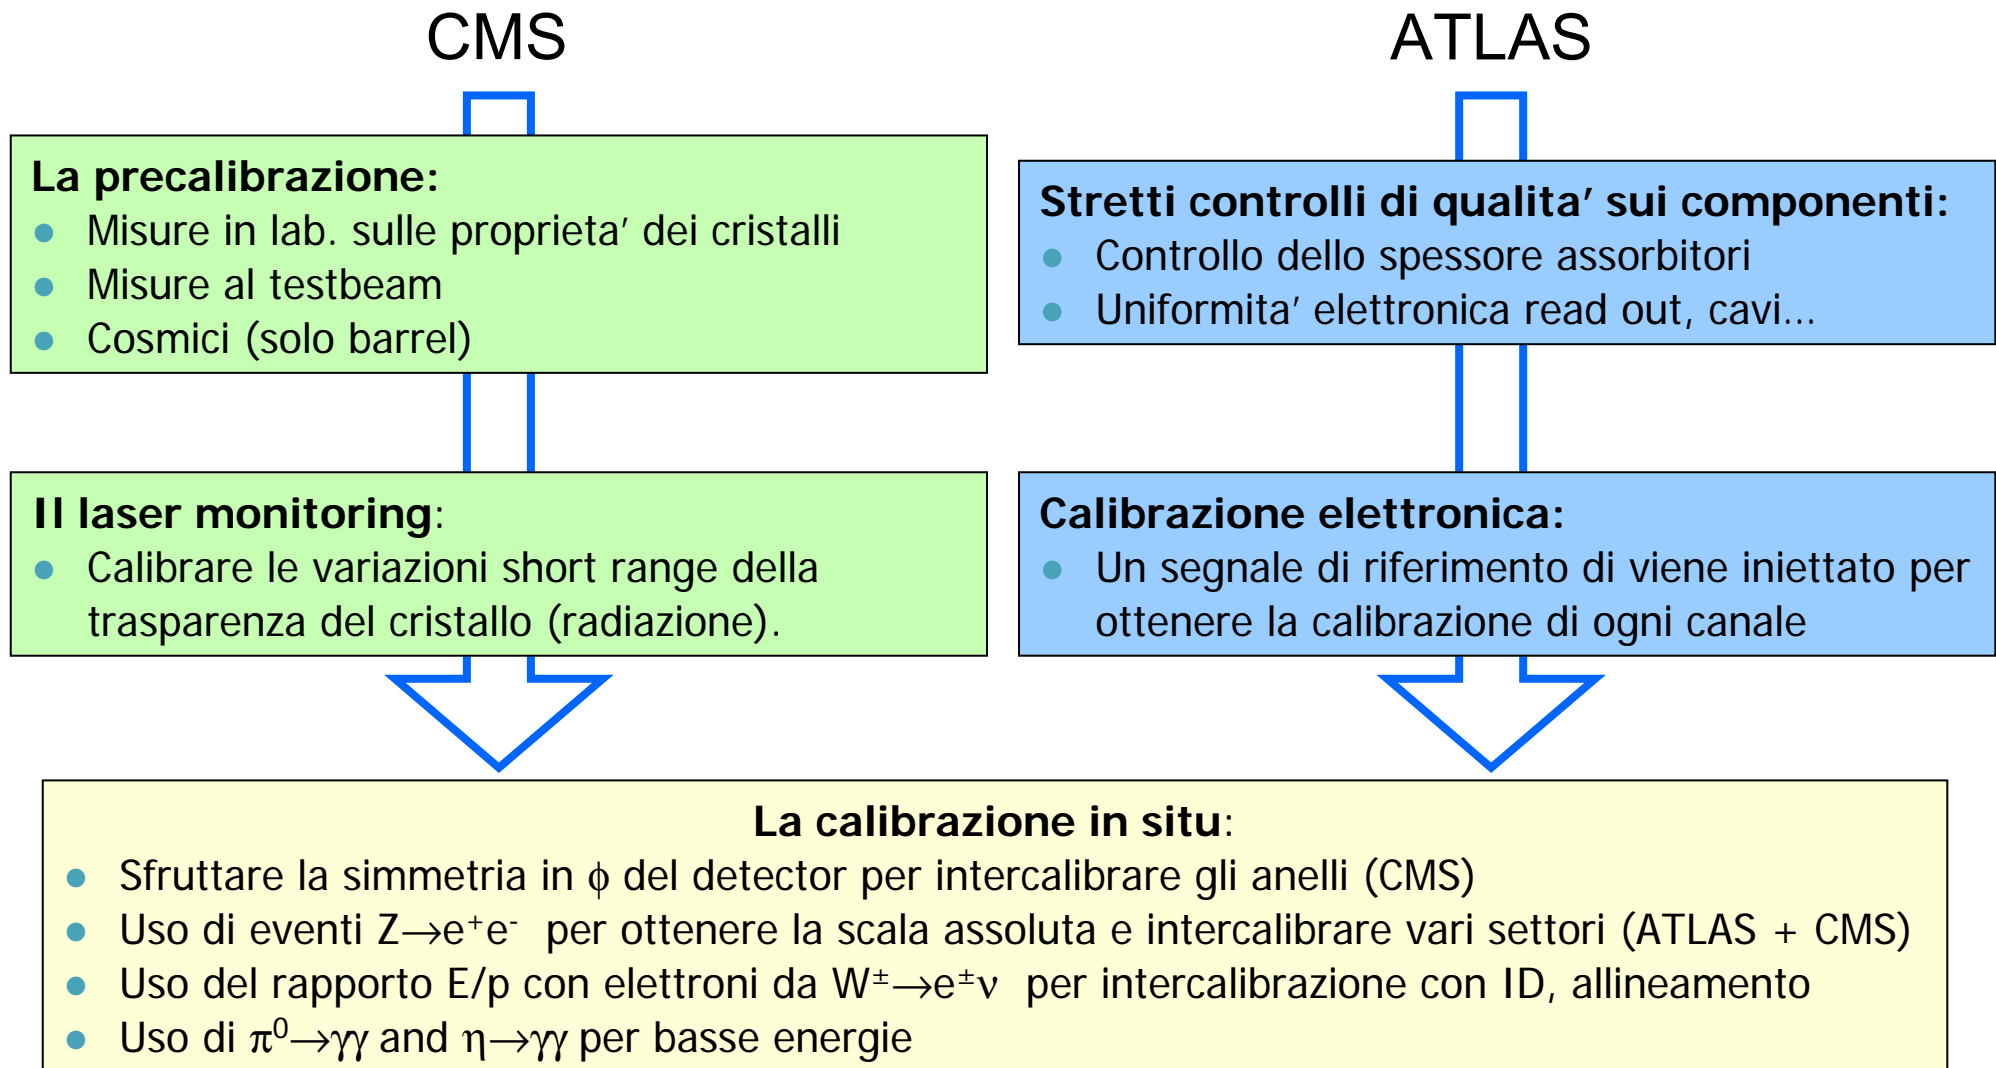 CMS
La precalibrazione:
● Misure in lab. sulle proprieta’ dei cristalli
● Misure al testbeam
● Cosmici (solo barrel)
Il laser monitoring:
● Calibrare le variazioni short range della
trasparenza del cristallo (radiazione).
ATLAS
Stretti controlli di qualita’ sui componenti:
● Controllo dello spessore assorbitori
● Uniformita’ elettronica read out, cavi…
Calibrazione elettronica:
● Un segnale di riferimento di viene iniettato per
ottenere la calibrazione di ogni canale
La calibrazione in situ:
● Sfruttare la simmetria in ϕ del detector per intercalibrare gli anelli (CMS)
● Uso di eventi Z→e⁺e⁻ per ottenere la scala assoluta e intercalibrare vari settori (ATLAS + CMS)
● Uso del rapporto E/p con elettroni da W±→e±ν per intercalibrazione con ID, allineamento
● Uso di π⁰→γγ and η→γγ per basse energie